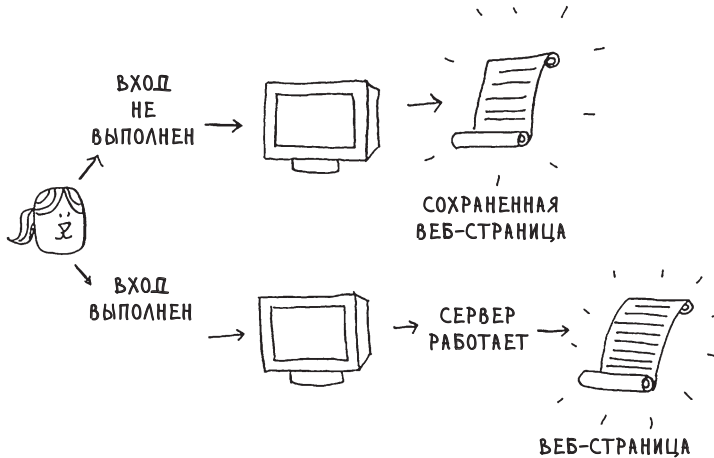 ВХОД
НЕ
ВЫПОЛНЕН
СОХРАНЕННАЯ
ВЕБ-СТРАНИЦА
ВХОД
ВЫПОЛНЕН
СЕРВЕР
РАБОТАЕТ
ВЕБ-СТРАНИЦА